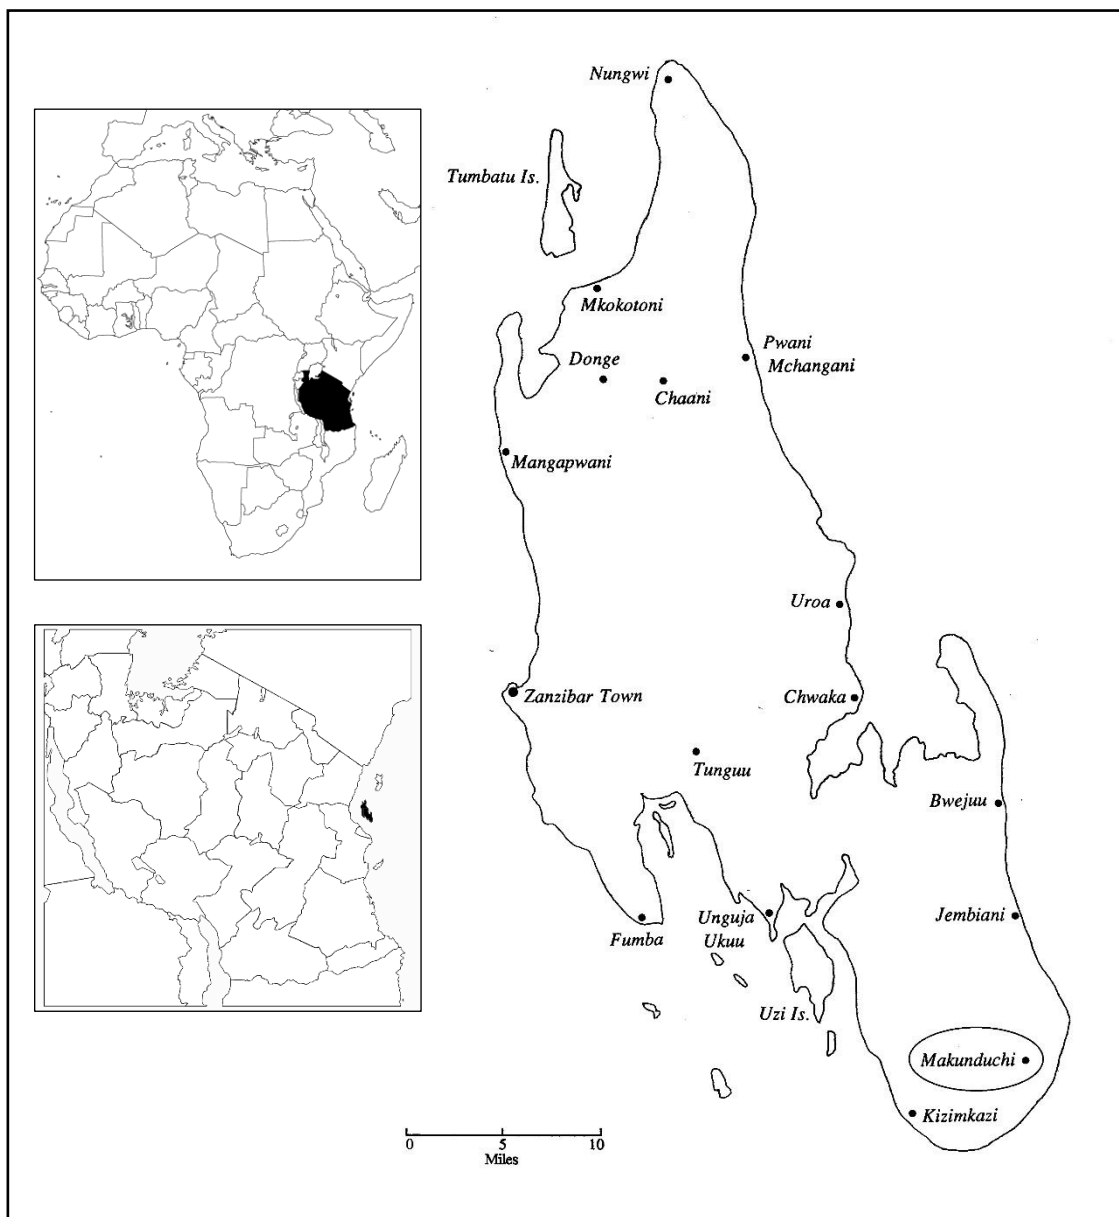 Nungwi
Tumbatu Is.
Mkokotoni
Pwani
Mchangani
Donge
Chaani
Mangapwani
Uroa
Zanzibar Town
Chwaka
Tunguu
Bwejuu
Fumba
Unguja
Ukuu
Jembiani
Uzi Is.
Makunduchi
Kizimkazi
0 5 10
Miles